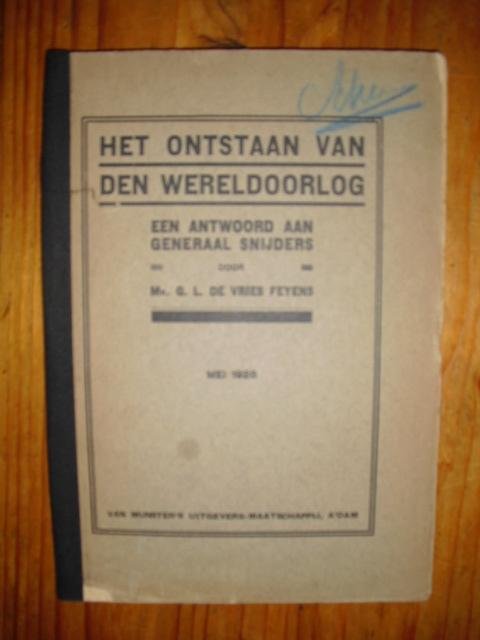 HET ONTSTAAN VAN
DEN WERELDOORLOG
EEN ANTWOORD AAN
GENERAAL SNIJDERS
DOOR
Mr. G. L. DE VRIES FEYENS
MEI 1925
VAN MUNSTER'S UITGEVERS-MAATSCHAPPIJ, A'DAM